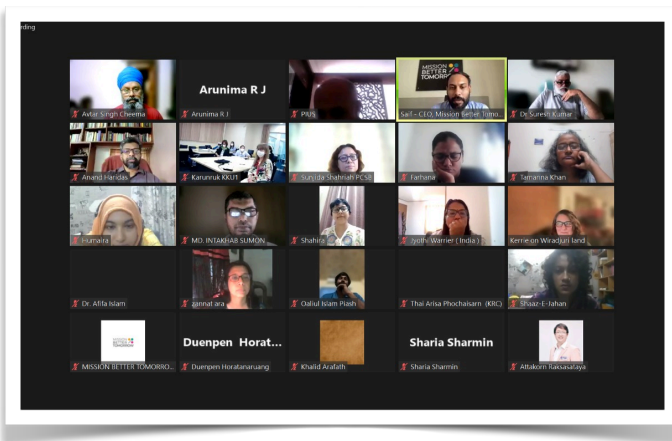 rding
Avtar Singh Cheema
Arunima R J
Arunima R J
PIUS
MISSION
BETTER
TOMORRO
Saif - CEO, Mission Better Tomo...
Dr Suresh Kumar
Anand Haridas
Karunruk KKU1
Sunjida Shahriah PCSB
Farhana
Tamanna Khan
Humaira
MD. INTAKHAB SUMON
Shahira
Jyothi Warrier ( India )
Kerrie on Wiradjuri land
Dr. Afifa Islam
zannat ara
Oaliul Islam Piash
Thai Arisa Phochaisarn (KRC)
Shaaz-E-Jahan
MISSION BETTER TOMORRO...
Duenpen Horat...
Duenpen Horatanaruang
Khalid Arafath
Sharia Sharmin
Sharia Sharmin
Attakorn Raksasataya